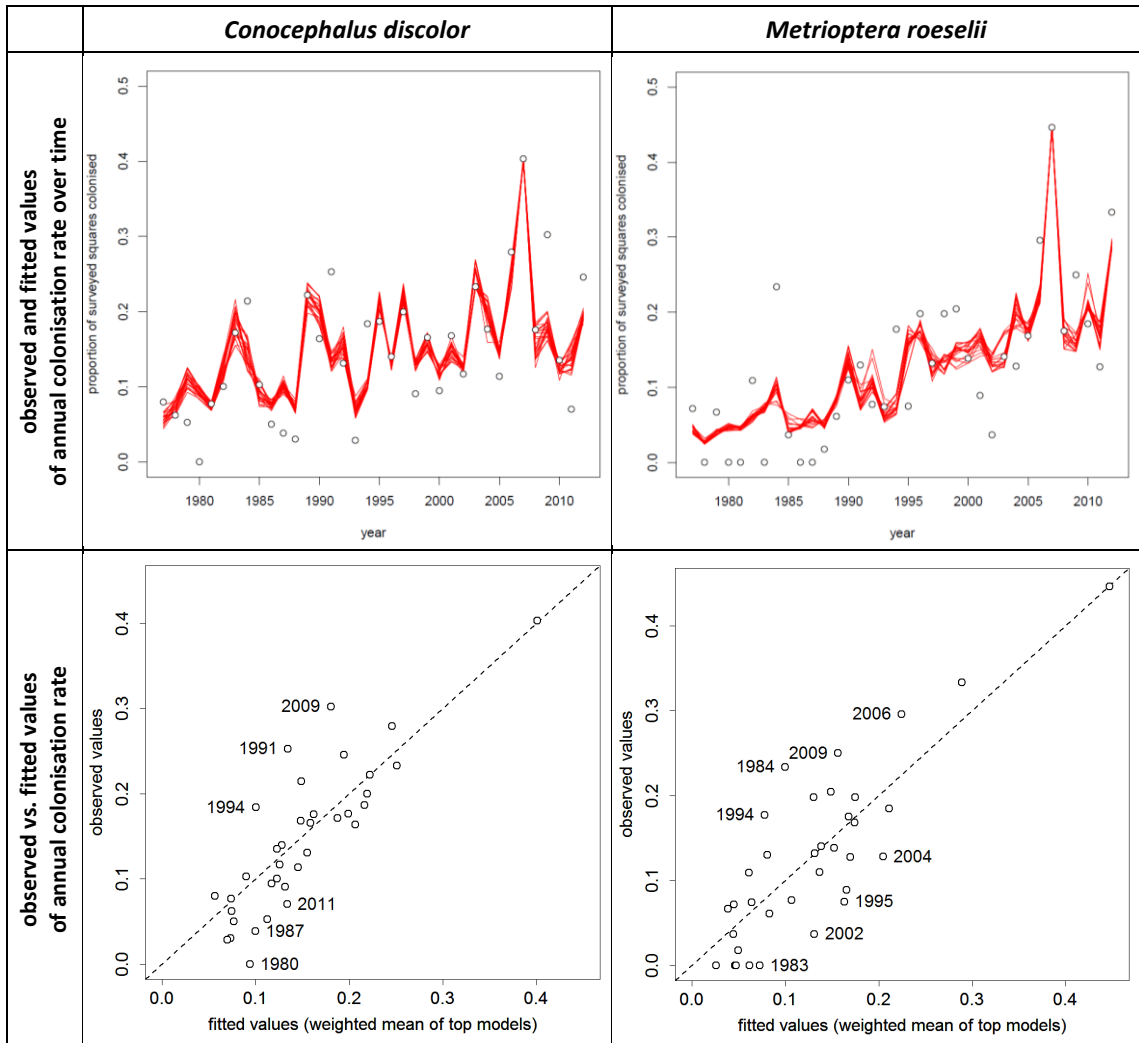 Conocephalus discolor
Metrioptera roeselii
observed and fitted values
of annual colonisation rate over time
proportion of surveyed squares colonised
0.5
0.4
0.3
0.2
0.1
0.0
1980 1985 1990 1995 2000 2005 2010
year
proportion of surveyed squares colonised
0.5
0.4
0.3
0.2
0.1
0.0
1980 1985 1990 1995 2000 2005 2010
year
observed vs. fitted values
of annual colonisation rate
observed values
0.4
0.3
0.2
0.1
0.0
2009
1991
1994
2011
1987
1980
0.0 0.1 0.2 0.3 0.4
fitted values (weighted mean of top models)
observed values
0.4
0.3
0.2
0.1
0.0
2006
2009
1984
1994
2004
1995
2002
1983
0.0 0.1 0.2 0.3 0.4
fitted values (weighted mean of top models)